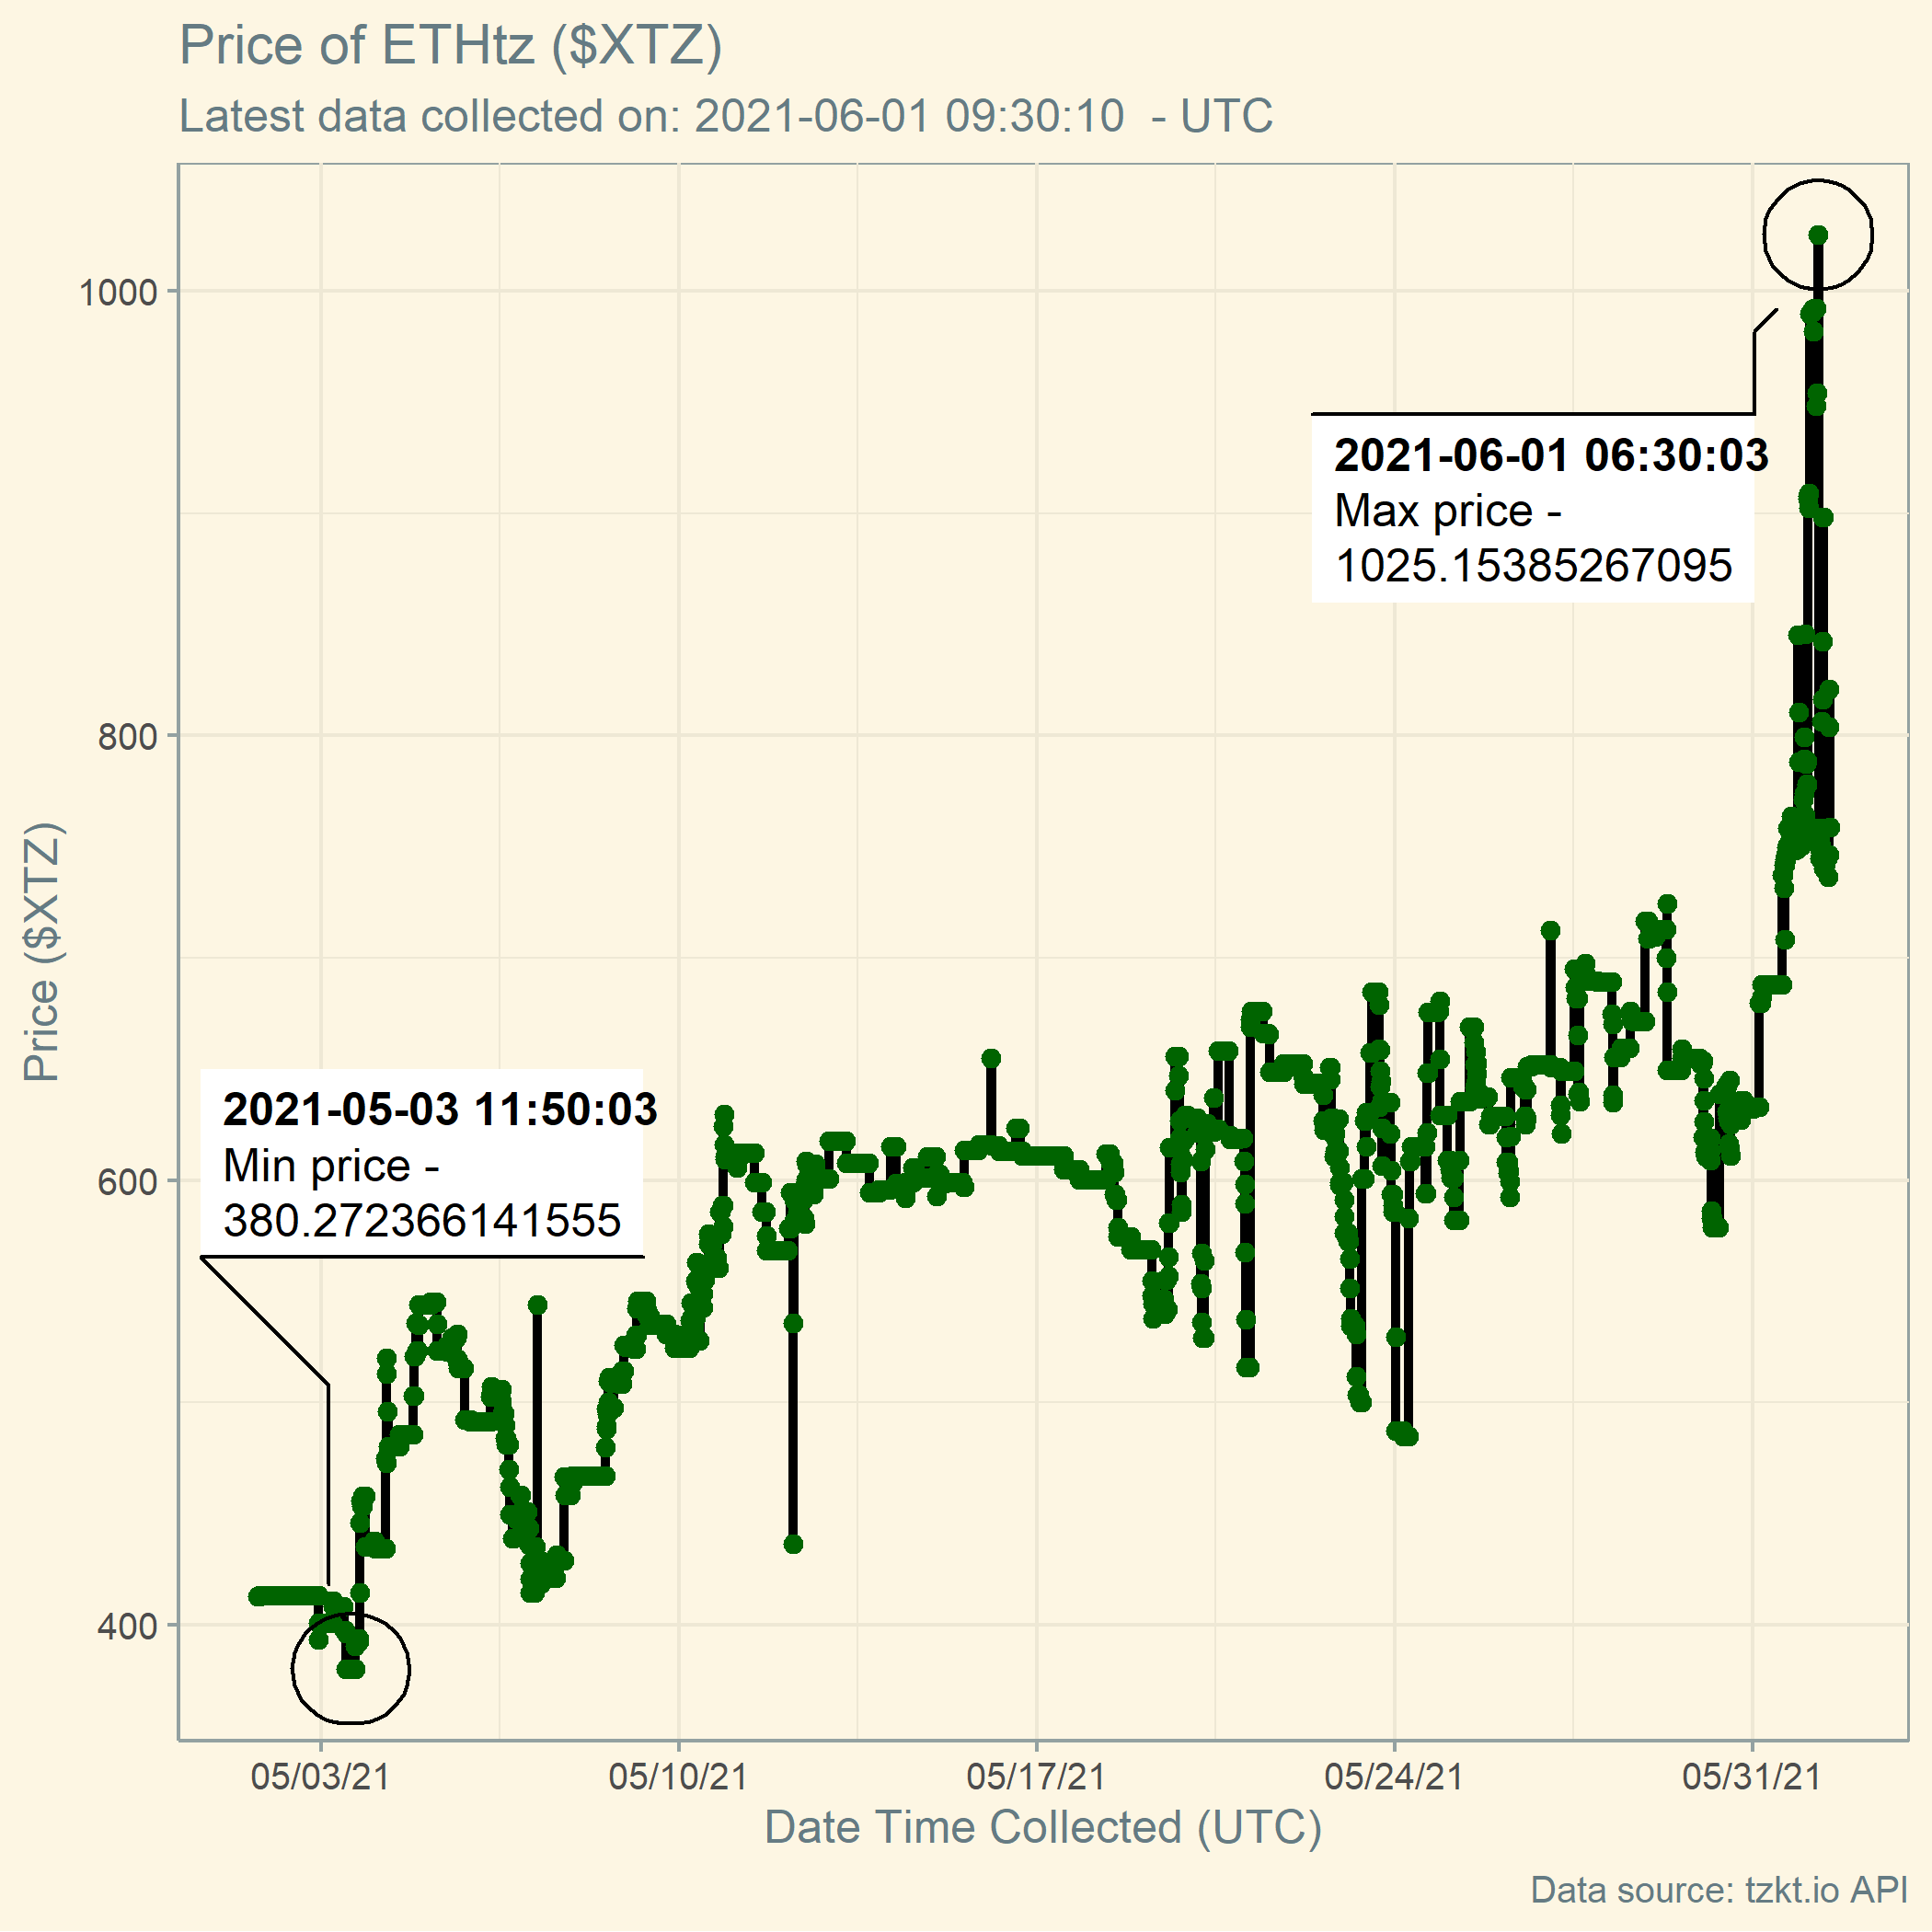 Price of ETHtz ($XTZ)
Latest data collected on: 2021-06-01 09:30:10  - UTC
Price ($XTZ)
1000
800
600
400
2021-06-01 06:30:03
Max price -
1025.15385267095
2021-05-03 11:50:03
Min price -
380.272366141555
05/03/21
05/10/21
05/17/21
05/24/21
05/31/21
Date Time Collected (UTC)
Data source: tzkt.io API